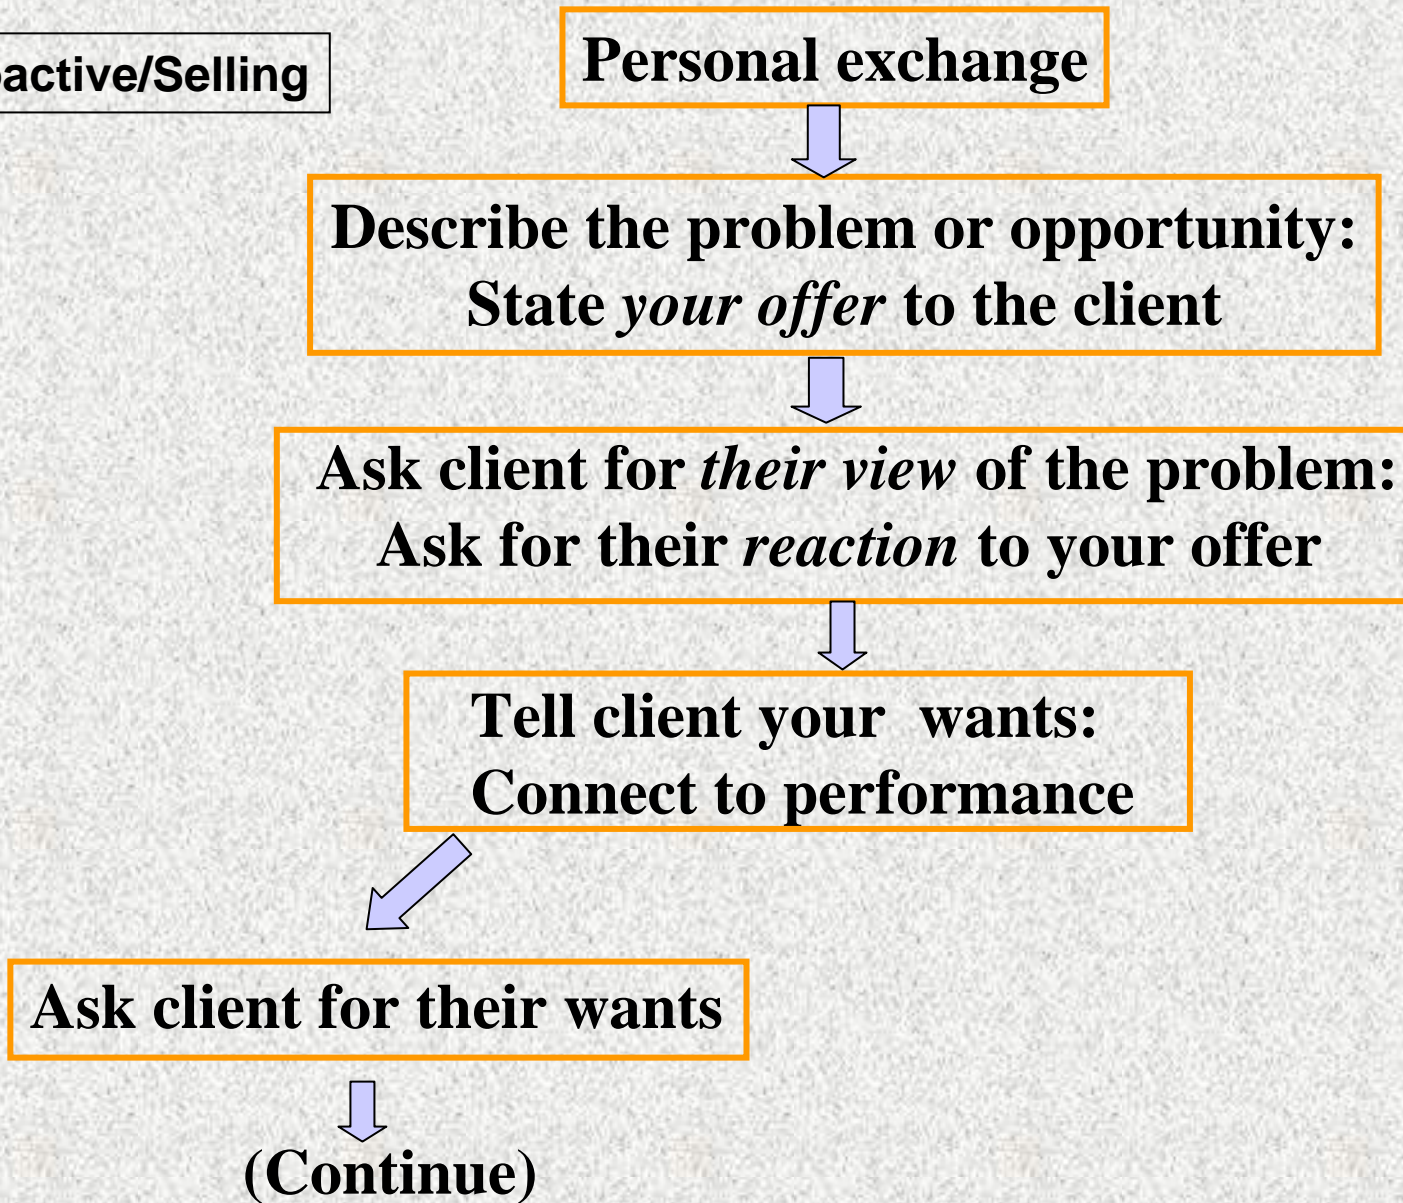 active/Selling
Personal exchange
Describe the problem or opportunity:
State your offer to the client
Ask client for their view of the problem:
Ask for their reaction to your offer
Tell client your  wants:
Connect to performance
Ask client for their wants
(Continue)